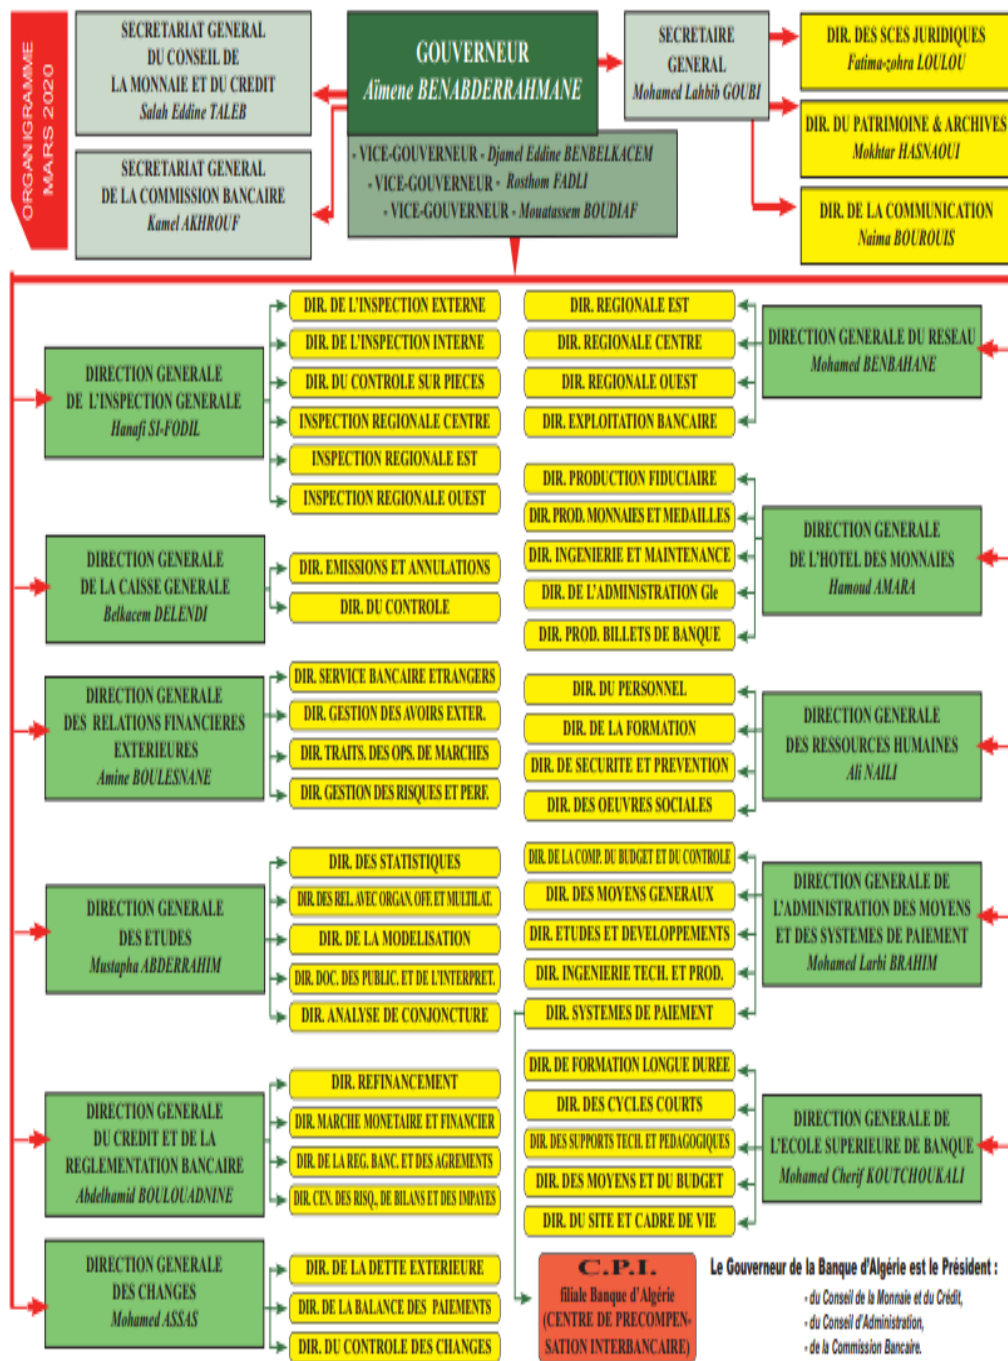 ORGANIGRAMME
MARS 2020
SECRETARIAT GENERAL
DU CONSEIL DE
LA MONNAIE ET DU CREDIT
Salah Eddine TALEB
SECRETARIAT GENERAL
DE LA COMMISSION BANCAIRE
Kamel AKHROUF
GOUVERNEUR
Aïmene BENABDERRAHMANE
- VICE-GOUVERNEUR - Djamel Eddine BENBELKACEM
- VICE-GOUVERNEUR - Rosthom FADLI
- VICE-GOUVERNEUR - Mouatassem BOUDIAF
SECRETAIRE
GENERAL
Mohamed Lahbib GOUBI
DIR. DES SCES JURIDIQUES
Fatima-zohra LOULOU
DIR. DU PATRIMOINE & ARCHIVES
Mokhtar HASNAOUI
DIR. DE LA COMMUNICATION
Naima BOUROUIS
DIRECTION GENERALE
DE L'INSPECTION GENERALE
Hanafi SI-FODIL
DIR. DE L'INSPECTION EXTERNE
DIR. DE L'INSPECTION INTERNE
DIR. DU CONTROLE SUR PIECES
INSPECTION REGIONALE CENTRE
INSPECTION REGIONALE EST
INSPECTION REGIONALE OUEST
DIRECTION GENERALE
DE LA CAISSE GENERALE
Belkacem DELENDI
DIR. EMISSIONS ET ANNULATIONS
DIR. DU CONTROLE
DIRECTION GENERALE
DES RELATIONS FINANCIERES
EXTERIEURES
Amine BOULESNANE
DIR. SERVICE BANCAIRE ETRANGERS
DIR. GESTION DES AVOIRS EXTER.
DIR. TRAITS. DES OPS. DE MARCHES
DIR. GESTION DES RISQUES ET PERF.
DIRECTION GENERALE
DES ETUDES
Mustapha ABDERRAHIM
DIR. DES STATISTIQUES
DIR. DES REL. AVEC ORGAN. OFF. ET MULTILAT.
DIR. DE LA MODELISATION
DIR. DOC. DES PUBLIC. ET DE L'INTERPRET.
DIR. ANALYSE DE CONJONCTURE
DIRECTION GENERALE
DU CREDIT ET DE LA
REGLEMENTATION BANCAIRE
Abdelhamid BOULOUADNINE
DIR. REFINANCEMENT
DIR. MARCHE MONETAIRE ET FINANCIER
DIR. DE LA REG. BANC. ET DES AGREMENTS
DIR. CEN. DES RISQ., DE BILANS ET DES IMPAYES
DIRECTION GENERALE
DES CHANGES
Mohamed ASSAS
DIR. DE LA DETTE EXTERIEURE
DIR. DE LA BALANCE DES PAIEMENTS
DIR. DU CONTROLE DES CHANGES
DIR. REGIONALE EST
DIR. REGIONALE CENTRE
DIR. REGIONALE OUEST
DIR. EXPLOITATION BANCAIRE
DIRECTION GENERALE DU RESEAU
Mohamed BENBAHANE
DIR. PRODUCTION FIDUCIAIRE
DIR. PROD. MONNAIES ET MEDAILLES
DIR. INGENIERIE ET MAINTENANCE
DIR. DE L'ADMINISTRATION Gle
DIR. PROD. BILLETS DE BANQUE
DIRECTION GENERALE
DE L'HOTEL DES MONNAIES
Hamoud AMARA
DIR. DU PERSONNEL
DIR. DE LA FORMATION
DIR. DE SECURITE ET PREVENTION
DIR. DES OEUVRES SOCIALES
DIRECTION GENERALE
DES RESSOURCES HUMAINES
Ali NAILI
DIR. DE LA COMP. DU BUDGET ET DU CONTROLE
DIR. DES MOYENS GENERAUX
DIR. ETUDES ET DEVELOPPEMENTS
DIR. INGENIERIE TECH. ET PROD.
DIR. SYSTEMES DE PAIEMENT
DIRECTION GENERALE DE
L'ADMINISTRATION DES MOYENS
ET DES SYSTEMES DE PAIEMENT
Mohamed Larbi BRAHIM
DIR. DE FORMATION LONGUE DUREE
DIR. DES CYCLES COURTS
DIR. DES SUPPORTS TECH. ET PEDAGOGIQUES
DIR. DES MOYENS ET DU BUDGET
DIR. DU SITE ET CADRE DE VIE
DIRECTION GENERALE DE
L'ECOLE SUPERIEURE DE BANQUE
Mohamed Cherif KOUTCHOUKALI
C.P.I.
filiale Banque d'Algérie
(CENTRE DE PRECOMPEN-
SATION INTERBANCAIRE)
Le Gouverneur de la Banque d'Algérie est le Président :
- du Conseil de la Monnaie et du Crédit,
- du Conseil d'Administration,
- de la Commission Bancaire.